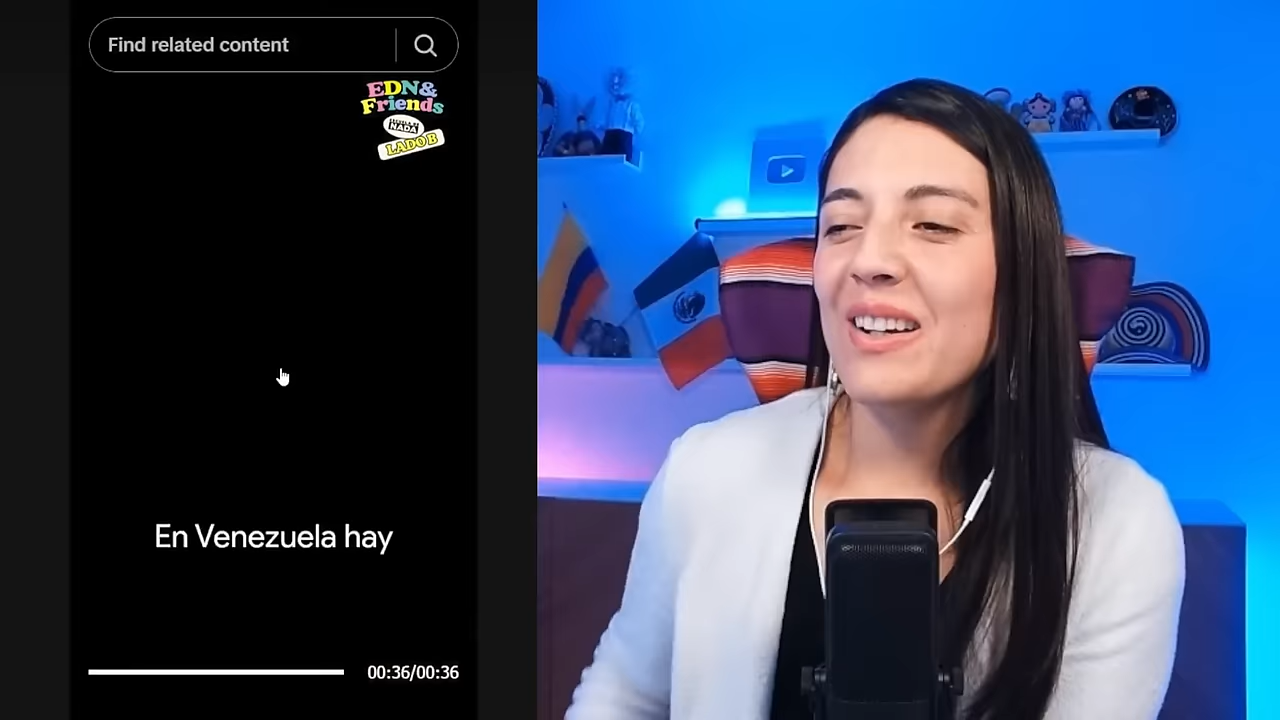 Find related content
EDN&
Friends
NADA
LADO B
En Venezuela hay
00:36/00:36